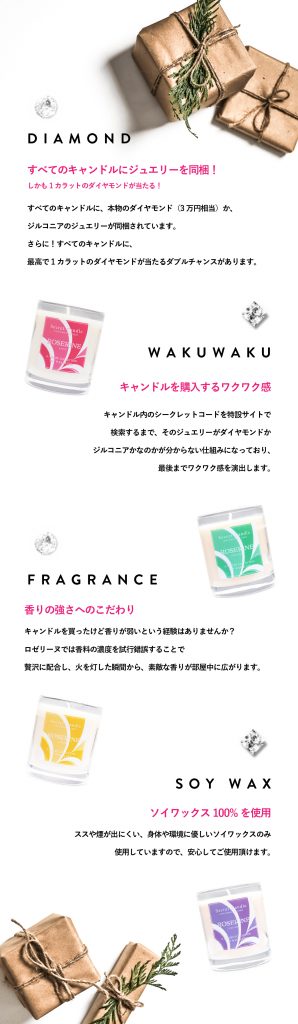 DIAMOND
すべてのキャンドルにジュエリーを同梱！
しかも1カラットのダイヤモンドが当たる！
すべてのキャンドルに、本物のダイヤモンド（3万円相当）か、
ジルコニアのジュエリーが同梱されています。
さらに！すべてのキャンドルに、
最高で1カラットのダイヤモンドが当たるダブルチャンスがあります。
ROSERINE
WAKUWAKU
キャンドルを購入するワクワク感
キャンドル内のシークレットコードを特設サイトで
検索するまで、そのジュエリーがダイヤモンドか
ジルコニアかなのかが分からない仕組みになっており、
最後までワクワク感を演出します。
ROSERINE
FRAGRANCE
香りの強さへのこだわり
キャンドルを買ったけど香りが弱いという経験はありませんか？
ロゼリーヌでは香料の濃度を試行錯誤することで
贅沢に配合し、火を灯した瞬間から、素敵な香りが部屋中に広がります。
ROSERINE
SOY WAX
ソイワックス100%を使用
ススや煙が出にくい、身体や環境に優しいソイワックスのみ
使用していますので、安心してご使用頂けます。
ROSERINE